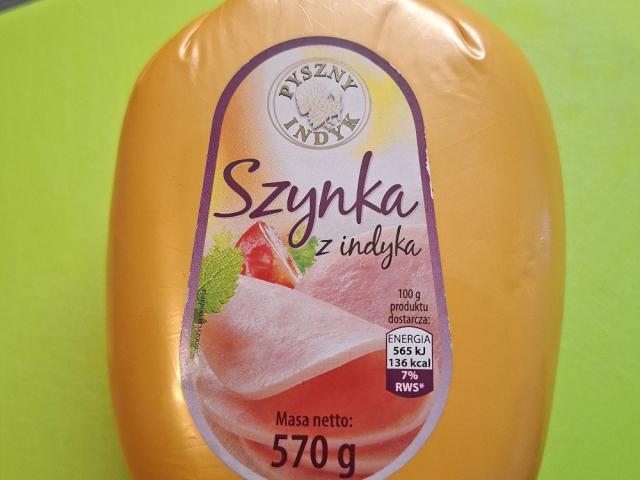 PYSZNY
INDYK
Szynka
z indyka
100 g
produktu
dostarcza:
ENERGIA
565 kJ
136 kcal
7%
RWS*
Masa netto:
570 g